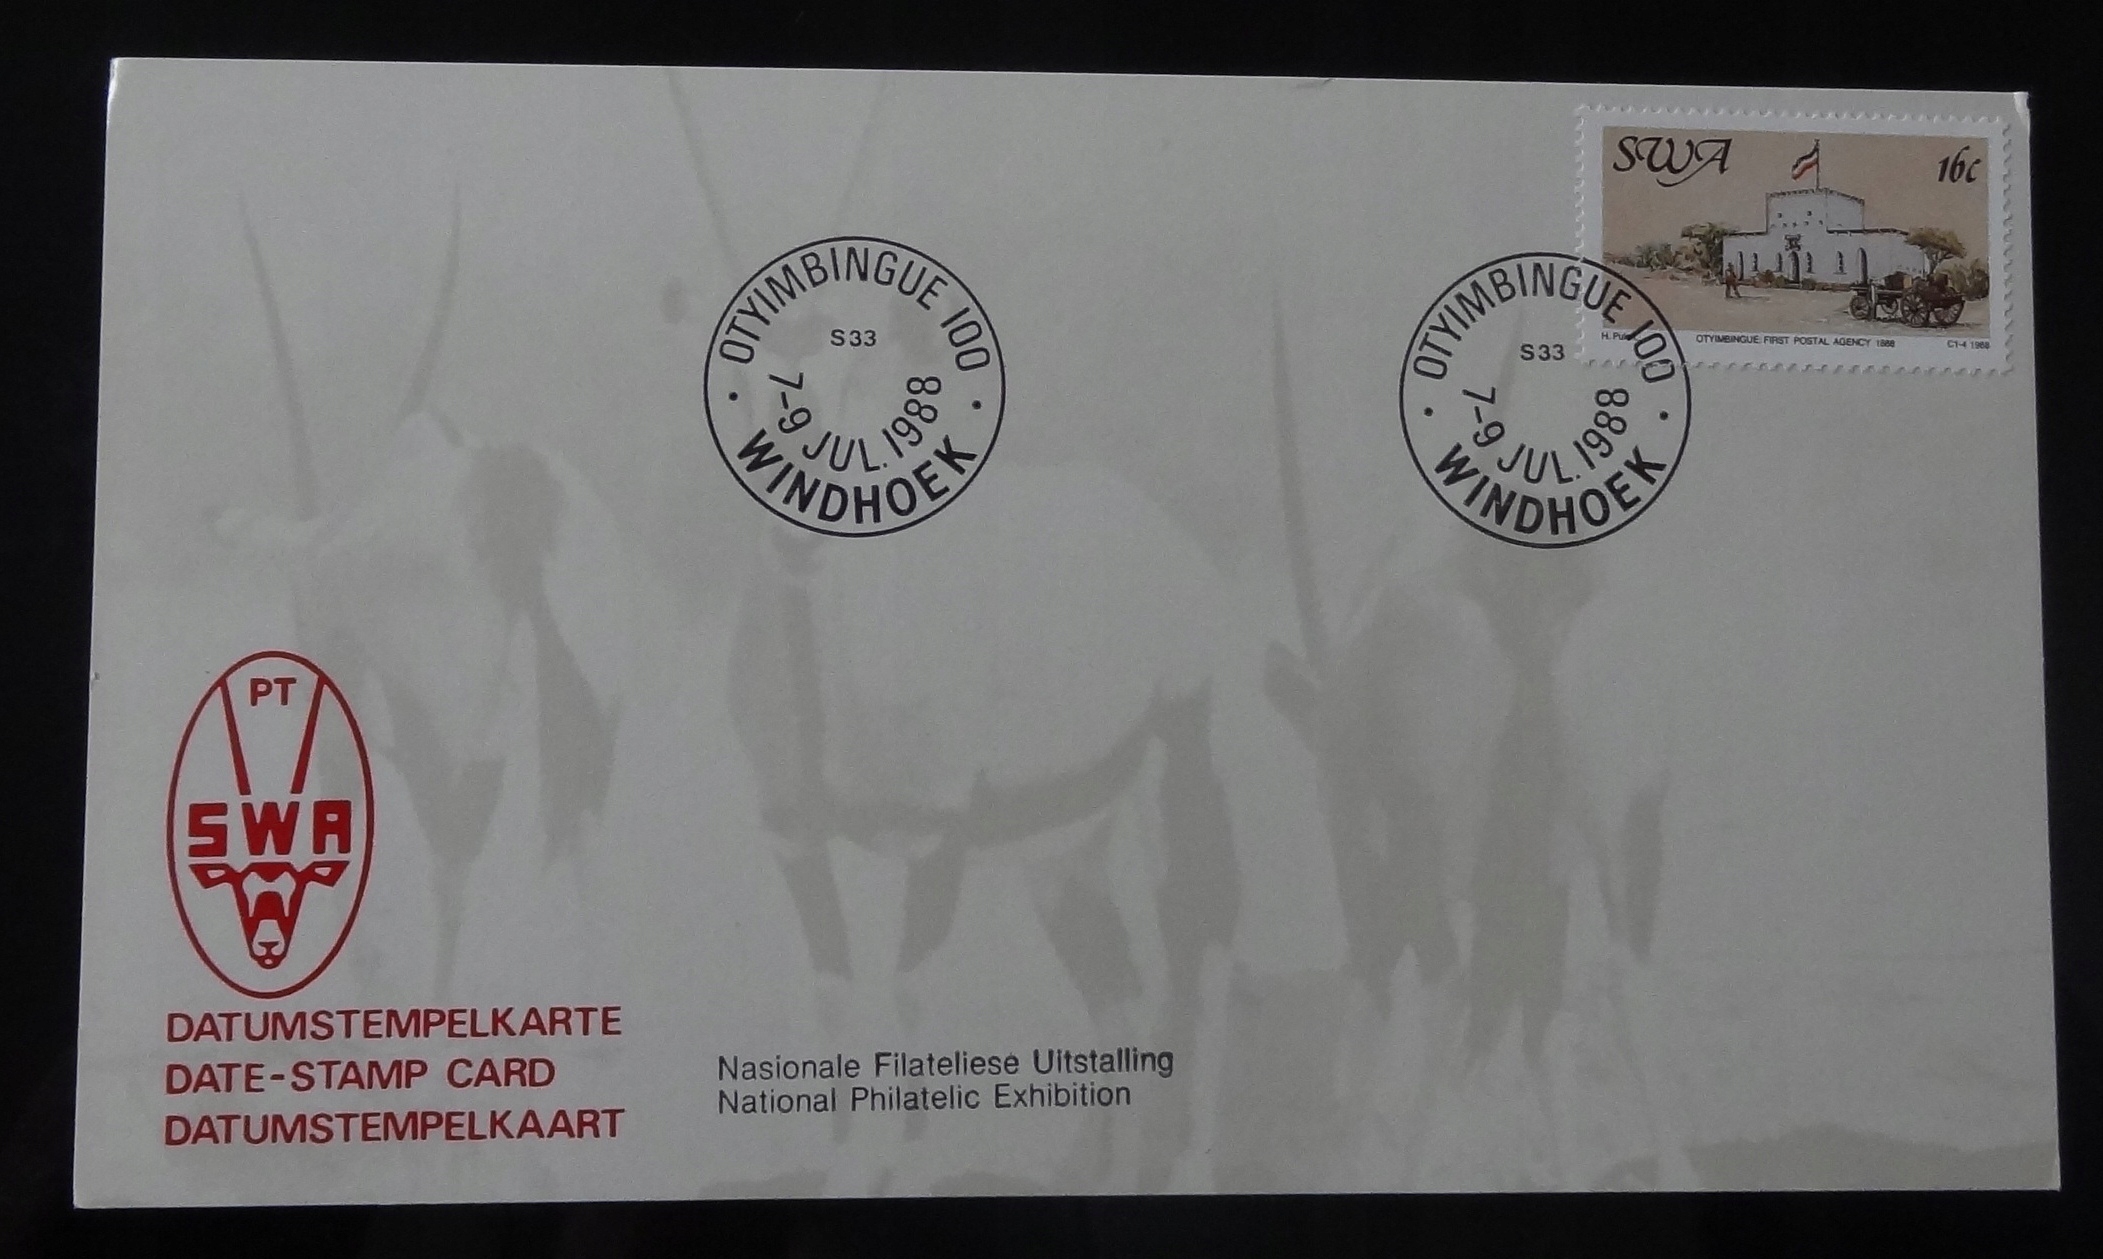 SWA 16c
H. Pu
OTYIMBINGUE: FIRST POSTAL AGENCY 1888
C1-4 1988
OTYIMBINGUE 100
S33
7-9 JUL. 1988
WINDHOEK
OTYIMBINGUE 100
S33
7-9 JUL. 1988
WINDHOEK
PT
SWA
DATUMSTEMPELKARTE
DATE-STAMP CARD
DATUMSTEMPELKAART
Nasionale Filateliese Uitstalling
National Philatelic Exhibition